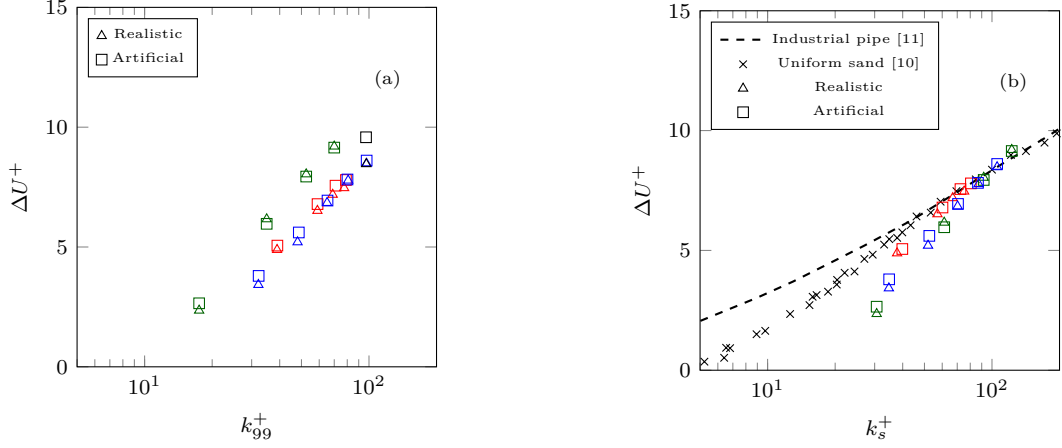 15
10
5
0
10^1
10^2
k_{99}^+
ΔU^+
Realistic
Artificial
(a)
15
10
5
0
10^1
10^2
k_s^+
ΔU^+
Industrial pipe [11]
Uniform sand [10]
Realistic
Artificial
(b)